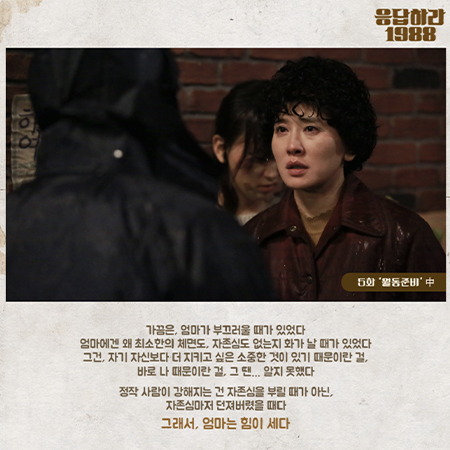 응답하라
1988
5화 '월동준비' 中
가끔은, 엄마가 부끄러울 때가 있었다
엄마에겐 왜 최소한의 체면도, 자존심도 없는지 화가 날 때가 있었다
그건, 자기 자신보다 더 지키고 싶은 소중한 것이 있기 때문이란 걸,
바로 나 때문이란 걸, 그 땐... 알지 못했다
정작 사람이 강해지는 건 자존심을 부릴 때가 아닌,
자존심마저 던져버렸을 때다
그래서, 엄마는 힘이 세다